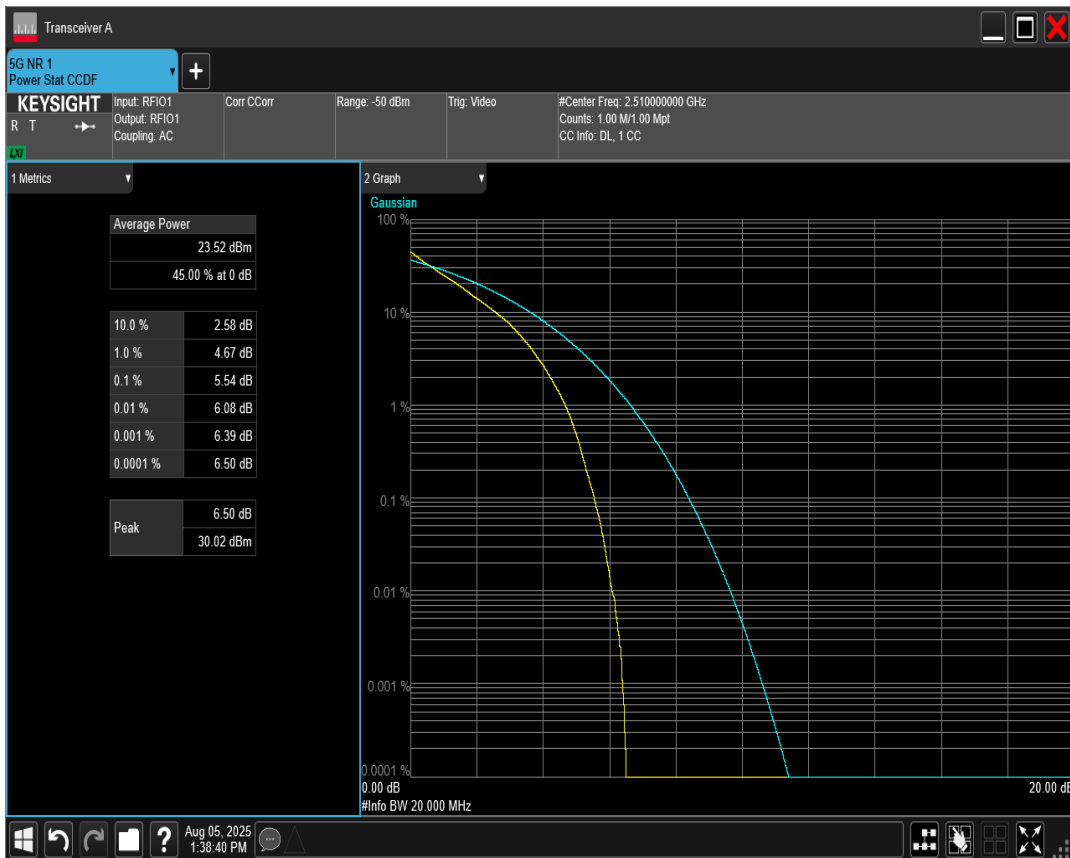 Transceiver A
5G NR 1
Power Stat CCDF
KEYSIGHT
R T
LXI
Input: RFIO1
Output: RFIO1
Coupling: AC
Corr CCorr
Range: -50 dBm
Trig: Video
#Center Freq: 2.510000000 GHz
Counts: 1.00 M/1.00 Mpt
CC Info: DL, 1 CC
1 Metrics
Average Power
23.52 dBm
45.00 % at 0 dB
10.0 % 2.58 dB
1.0 % 4.67 dB
0.1 % 5.54 dB
0.01 % 6.08 dB
0.001 % 6.39 dB
0.0001 % 6.50 dB
Peak 6.50 dB
30.02 dBm
2 Graph
Gaussian
100 %
10 %
1 %
0.1 %
0.01 %
0.001 %
0.0001 %
0.00 dB 20.00 dB
#Info BW 20.000 MHz
? Aug 05, 2025
1:38:40 PM